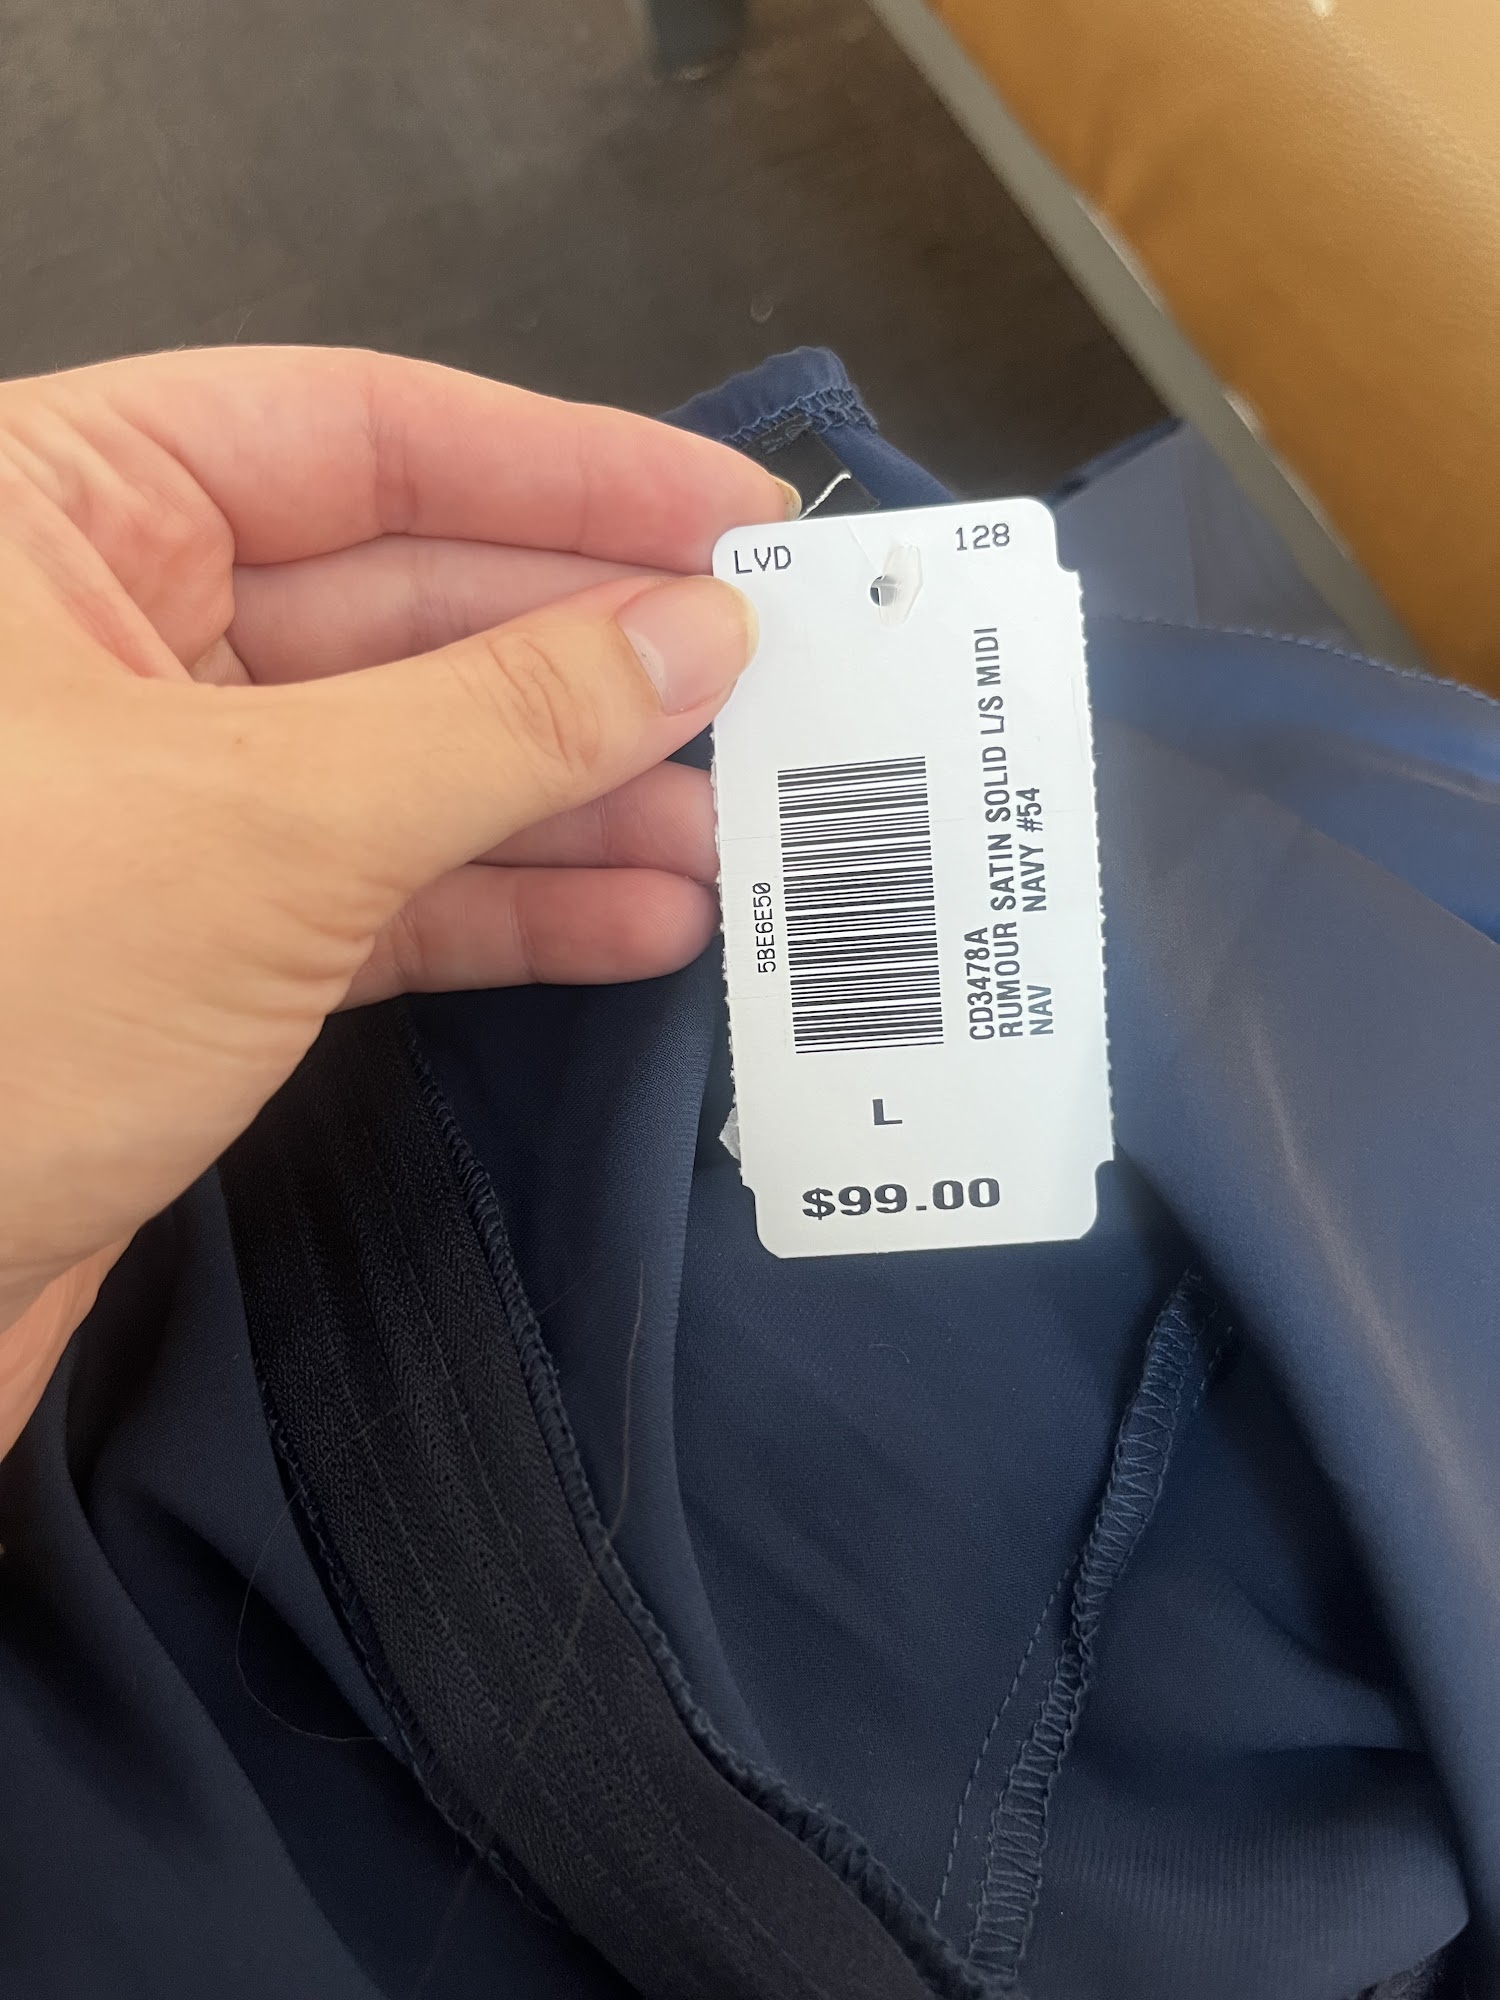 LVD
128
5BE6E50
CD3478A
RUMOUR SATIN SOLID L/S MIDI
NAV NAVY #54
L
$99.00